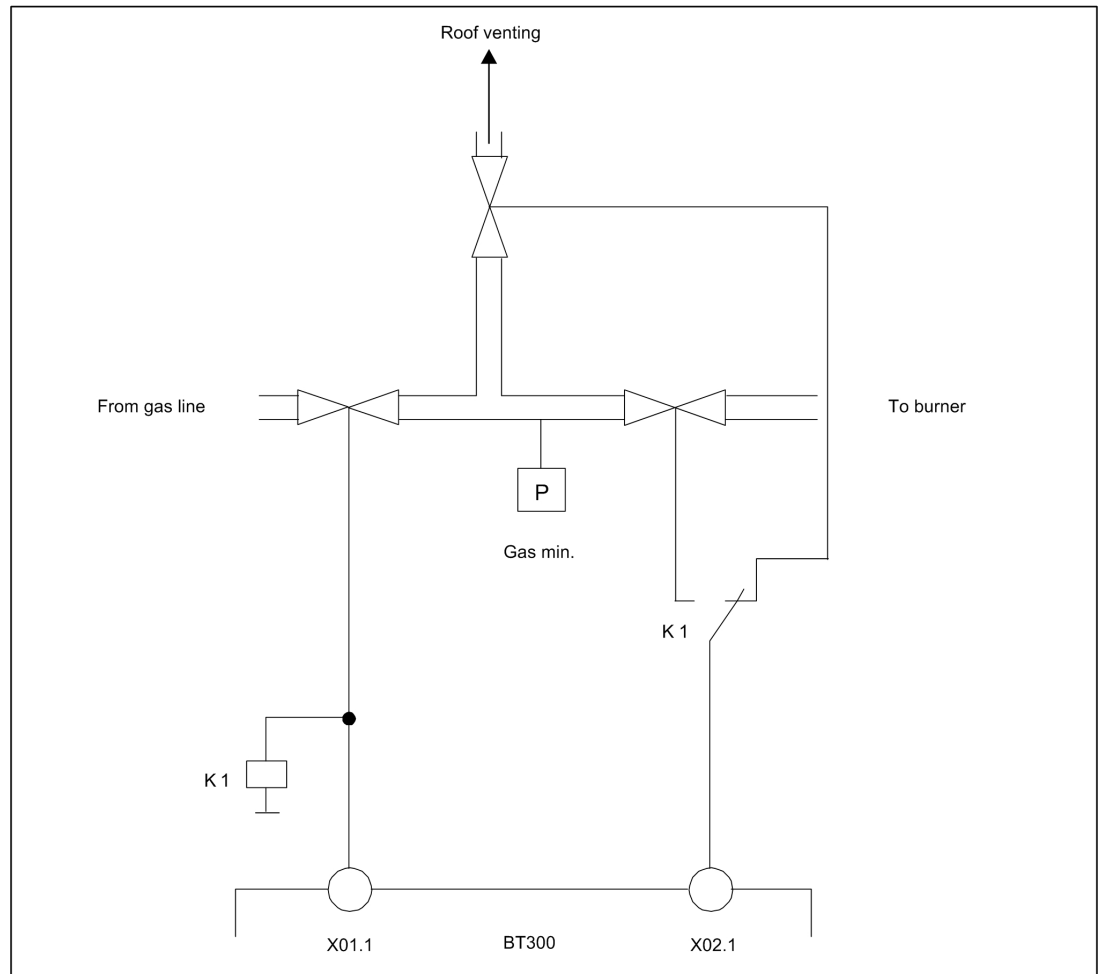 Roof venting
From gas line
To burner
P
Gas min.
K 1
K 1
X01.1
BT300
X02.1